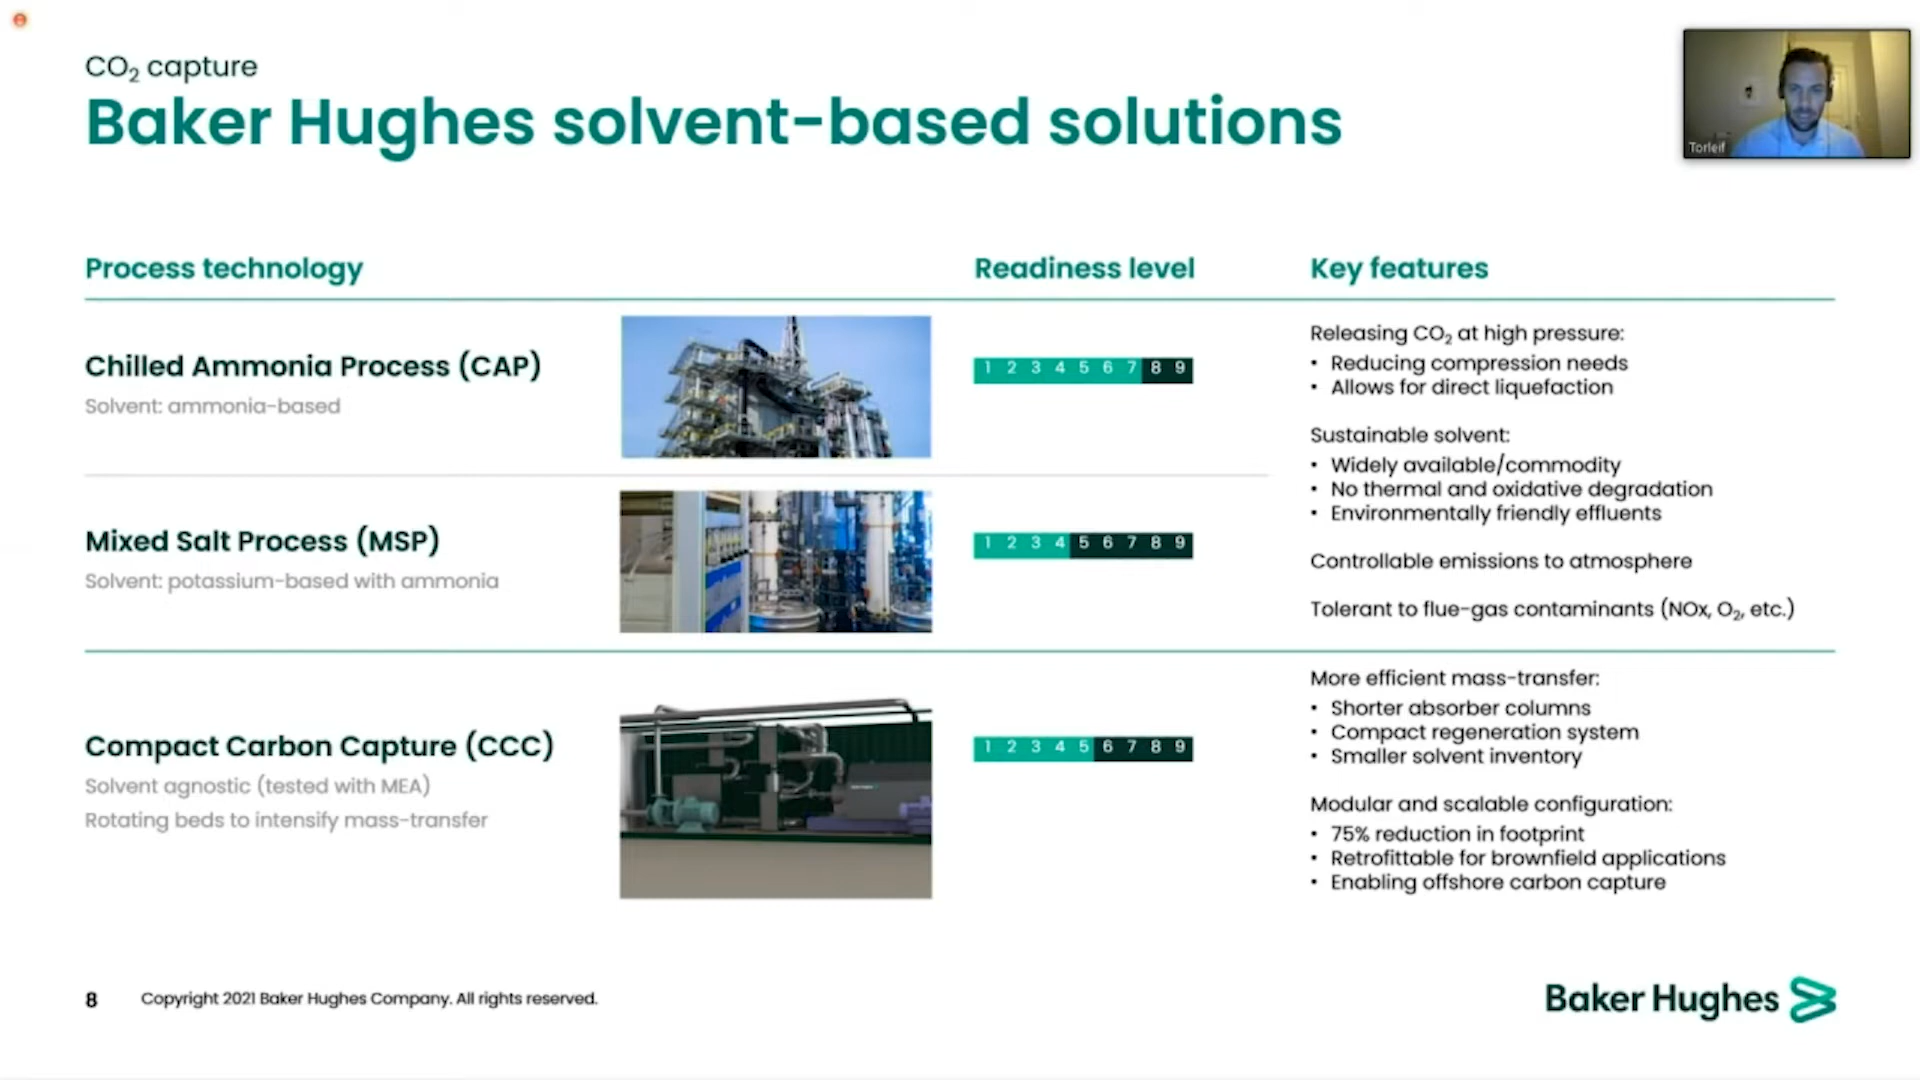 CO₂ capture
Baker Hughes solvent-based solutions
Torleif
Process technology
Readiness level
Key features
Chilled Ammonia Process (CAP)
Solvent: ammonia-based
1 2 3 4 5 6 7 8 9
Releasing CO₂ at high pressure:
• Reducing compression needs
• Allows for direct liquefaction
Sustainable solvent:
• Widely available/commodity
• No thermal and oxidative degradation
• Environmentally friendly effluents
Controllable emissions to atmosphere
Tolerant to flue-gas contaminants (NOx, O₂, etc.)
Mixed Salt Process (MSP)
Solvent: potassium-based with ammonia
1 2 3 4 5 6 7 8 9
Compact Carbon Capture (CCC)
Solvent agnostic (tested with MEA)
Rotating beds to intensify mass-transfer
1 2 3 4 5 6 7 8 9
More efficient mass-transfer:
• Shorter absorber columns
• Compact regeneration system
• Smaller solvent inventory
Modular and scalable configuration:
• 75% reduction in footprint
• Retrofittable for brownfield applications
• Enabling offshore carbon capture
8
Copyright 2021 Baker Hughes Company. All rights reserved.
Baker Hughes